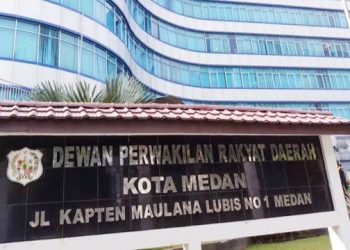 DEWAN PERWAKILAN RAKYAT DAERAH
KOTA MEDAN
JL KAPTEN MAULANA LUBIS NO 1 MEDAN